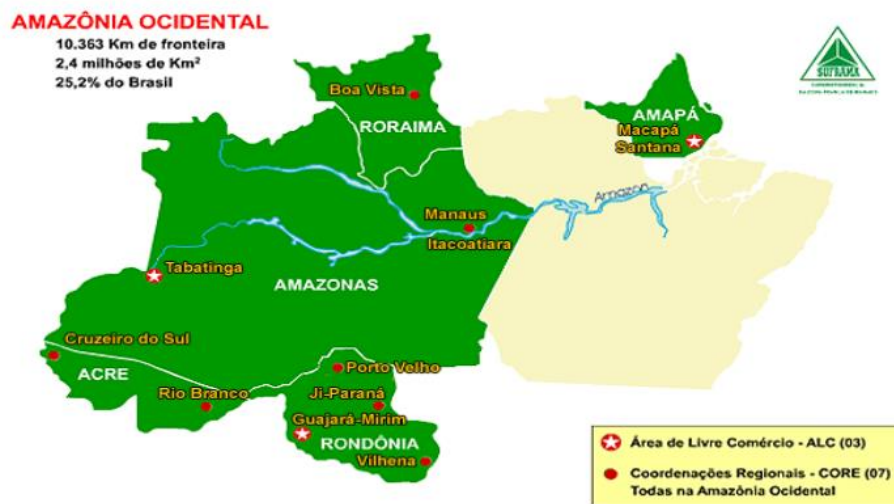 AMAZÔNIA OCIDENTAL
10.363 Km de fronteira
2,4 milhões de Km²
25,2% do Brasil
SUFRAMA
Boa Vista
RORAIMA
AMAPÁ
Macapá
Santana
Amazon
Manaus
Itacoatiara
Tabatinga
AMAZONAS
Cruzeiro do Sul
ACRE
Porto Velho
Rio Branco
Ji-Paraná
Guajará-Mirim
RONDÔNIA
Vilhena
Área de Livre Comércio - ALC (03)
Coordenações Regionais - CORE (07)
Todas na Amazônia Ocidental